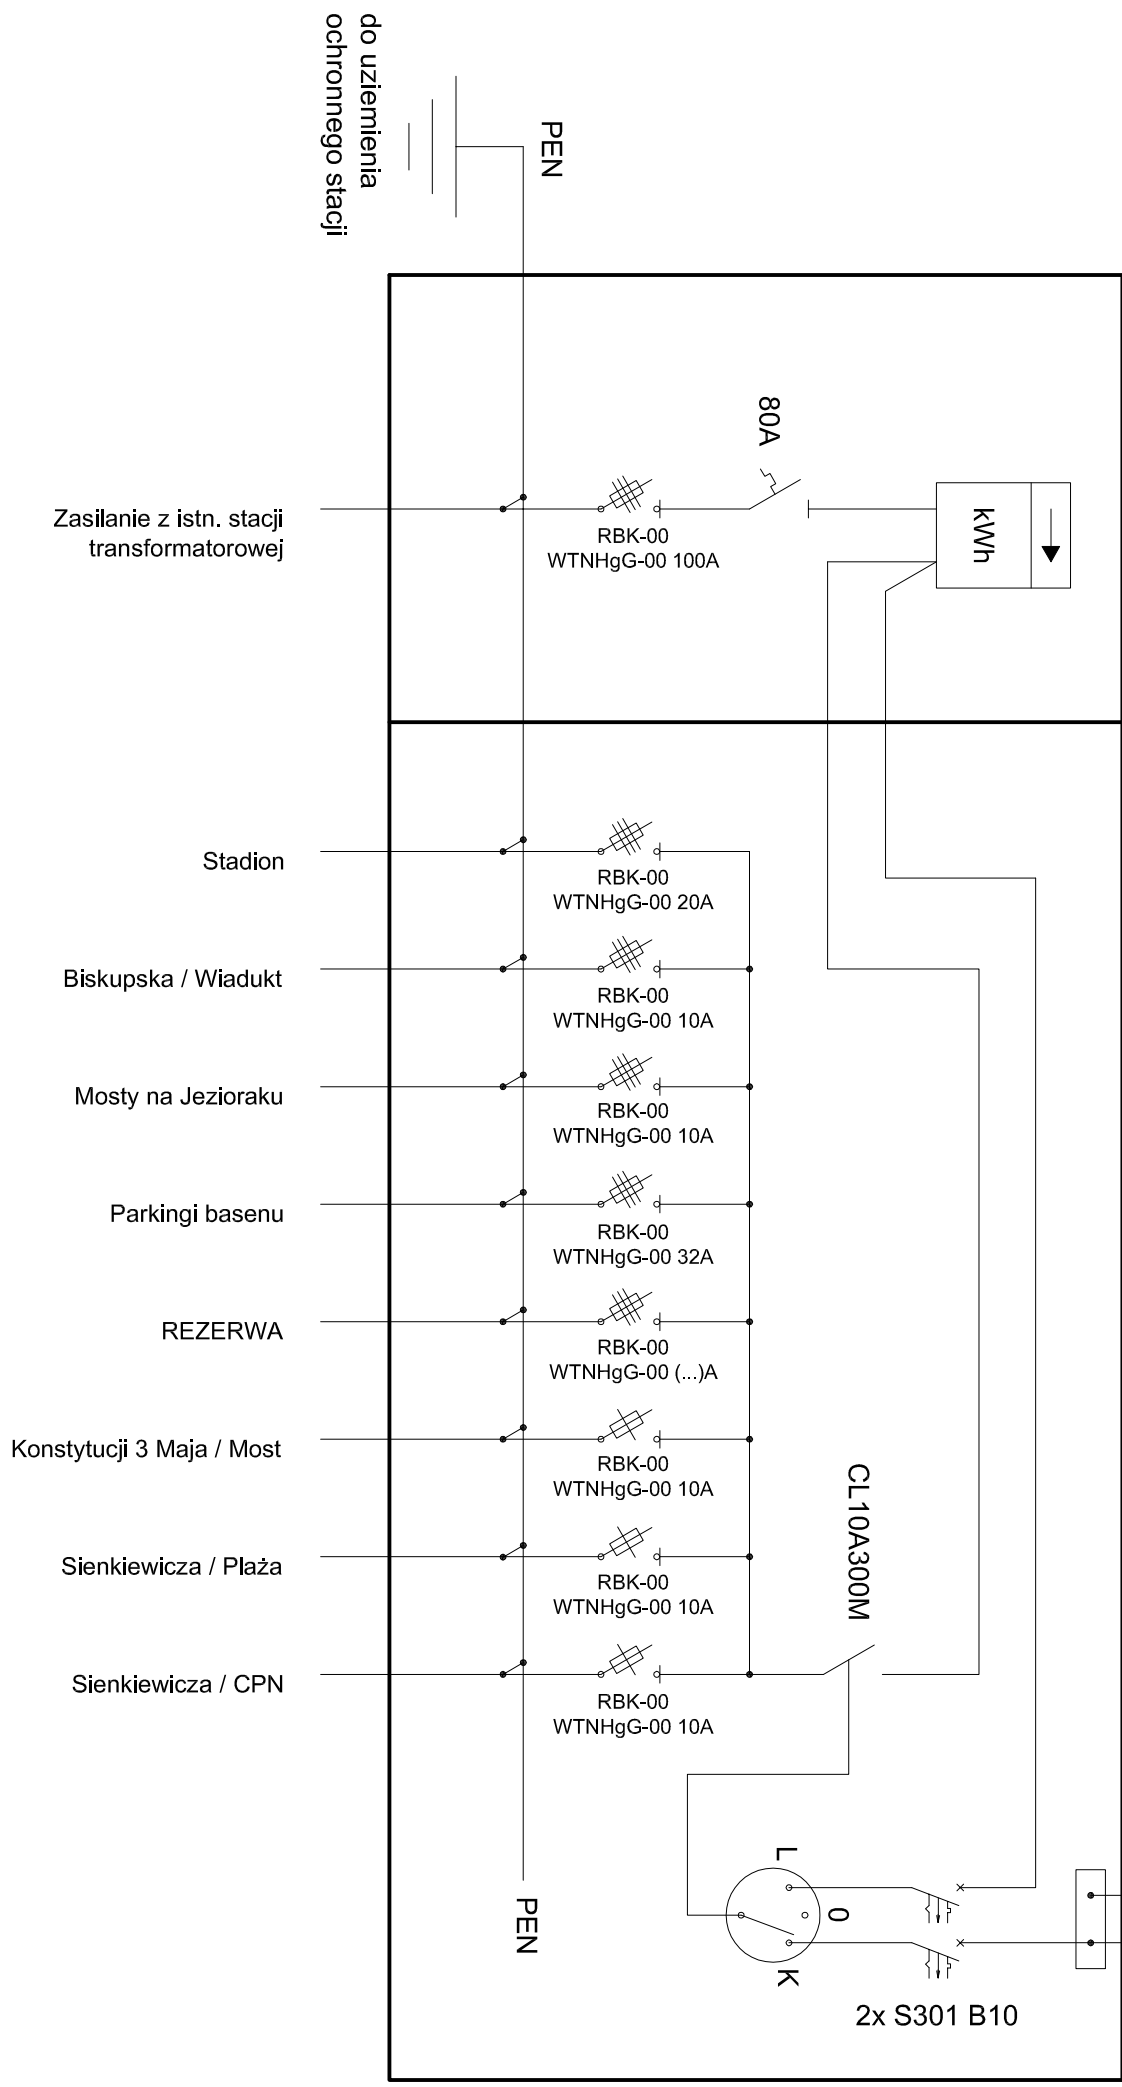 do uziemienia
ochronnego stacji
PEN
80A
kWh
Zasilanie z istn. stacji
transformatorowej
RBK-00
WTNHgG-00 100A
Stadion
RBK-00
WTNHgG-00 20A
Biskupska / Wiadukt
RBK-00
WTNHgG-00 10A
Mosty na Jezioraku
RBK-00
WTNHgG-00 10A
Parkingi basenu
RBK-00
WTNHgG-00 32A
REZERWA
RBK-00
WTNHgG-00 (...)A
Konstytucji 3 Maja / Most
RBK-00
WTNHgG-00 10A
Sienkiewicza / Plaża
RBK-00
WTNHgG-00 10A
CL10A300M
Sienkiewicza / CPN
RBK-00
WTNHgG-00 10A
L
0
K
PEN
2x S301 B10